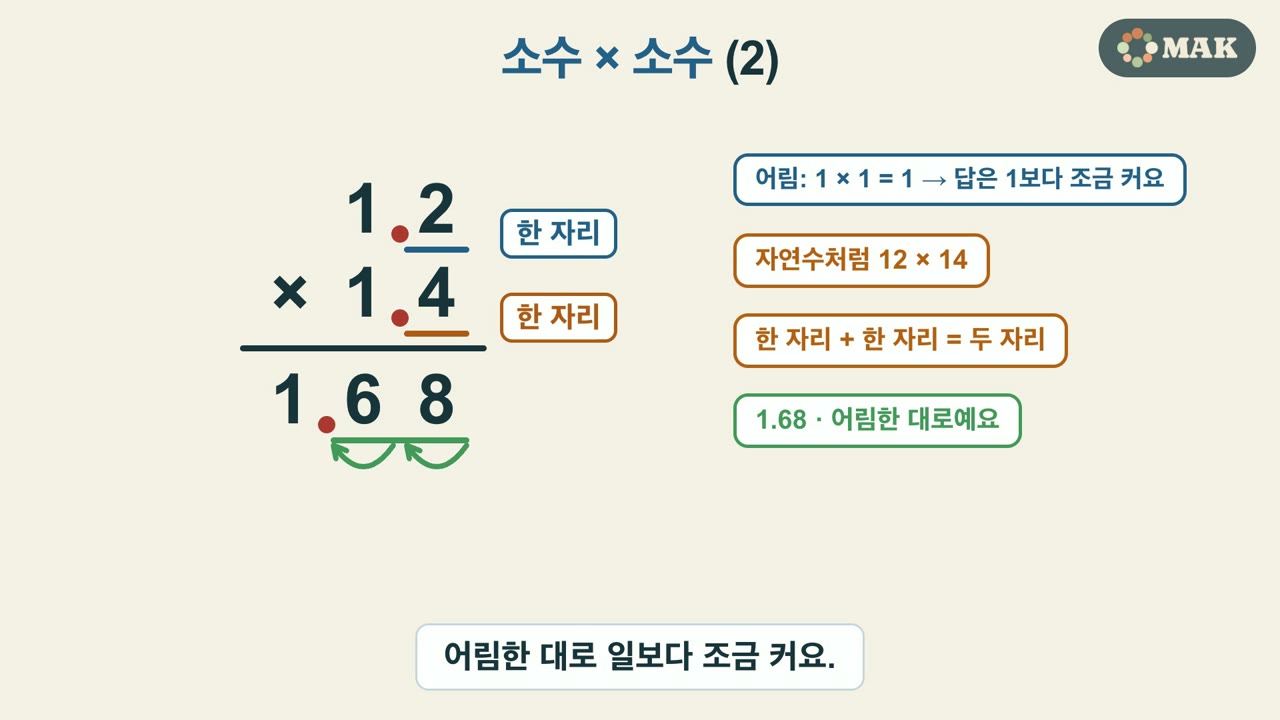 소수 × 소수 (2)
MAK
1.2
한 자리
× 1.4
한 자리
1.68
어림: 1 × 1 = 1 → 답은 1보다 조금 커요
자연수처럼 12 × 14
한 자리 + 한 자리 = 두 자리
1.68 · 어림한 대로예요
어림한 대로 일보다 조금 커요.